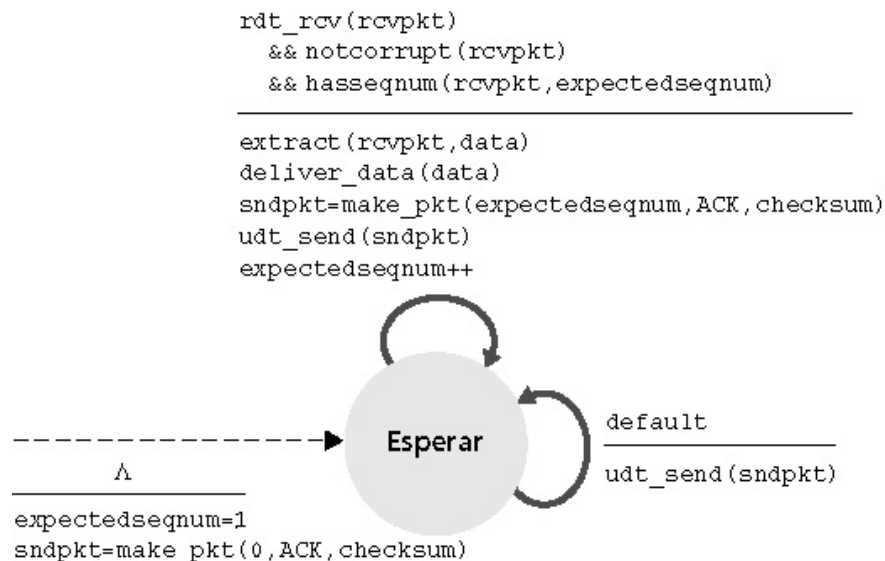 rdt_rcv(rcvpkt)
&& notcorrupt(rcvpkt)
&& hasseqnum(rcvpkt,expectedseqnum)
extract(rcvpkt,data)
deliver_data(data)
sndpkt=make_pkt(expectedseqnum,ACK,checksum)
udt_send(sndpkt)
expectedseqnum++
Esperar
default
udt_send(sndpkt)
Λ
expectedseqnum=1
sndpkt=make_pkt(0,ACK,checksum)